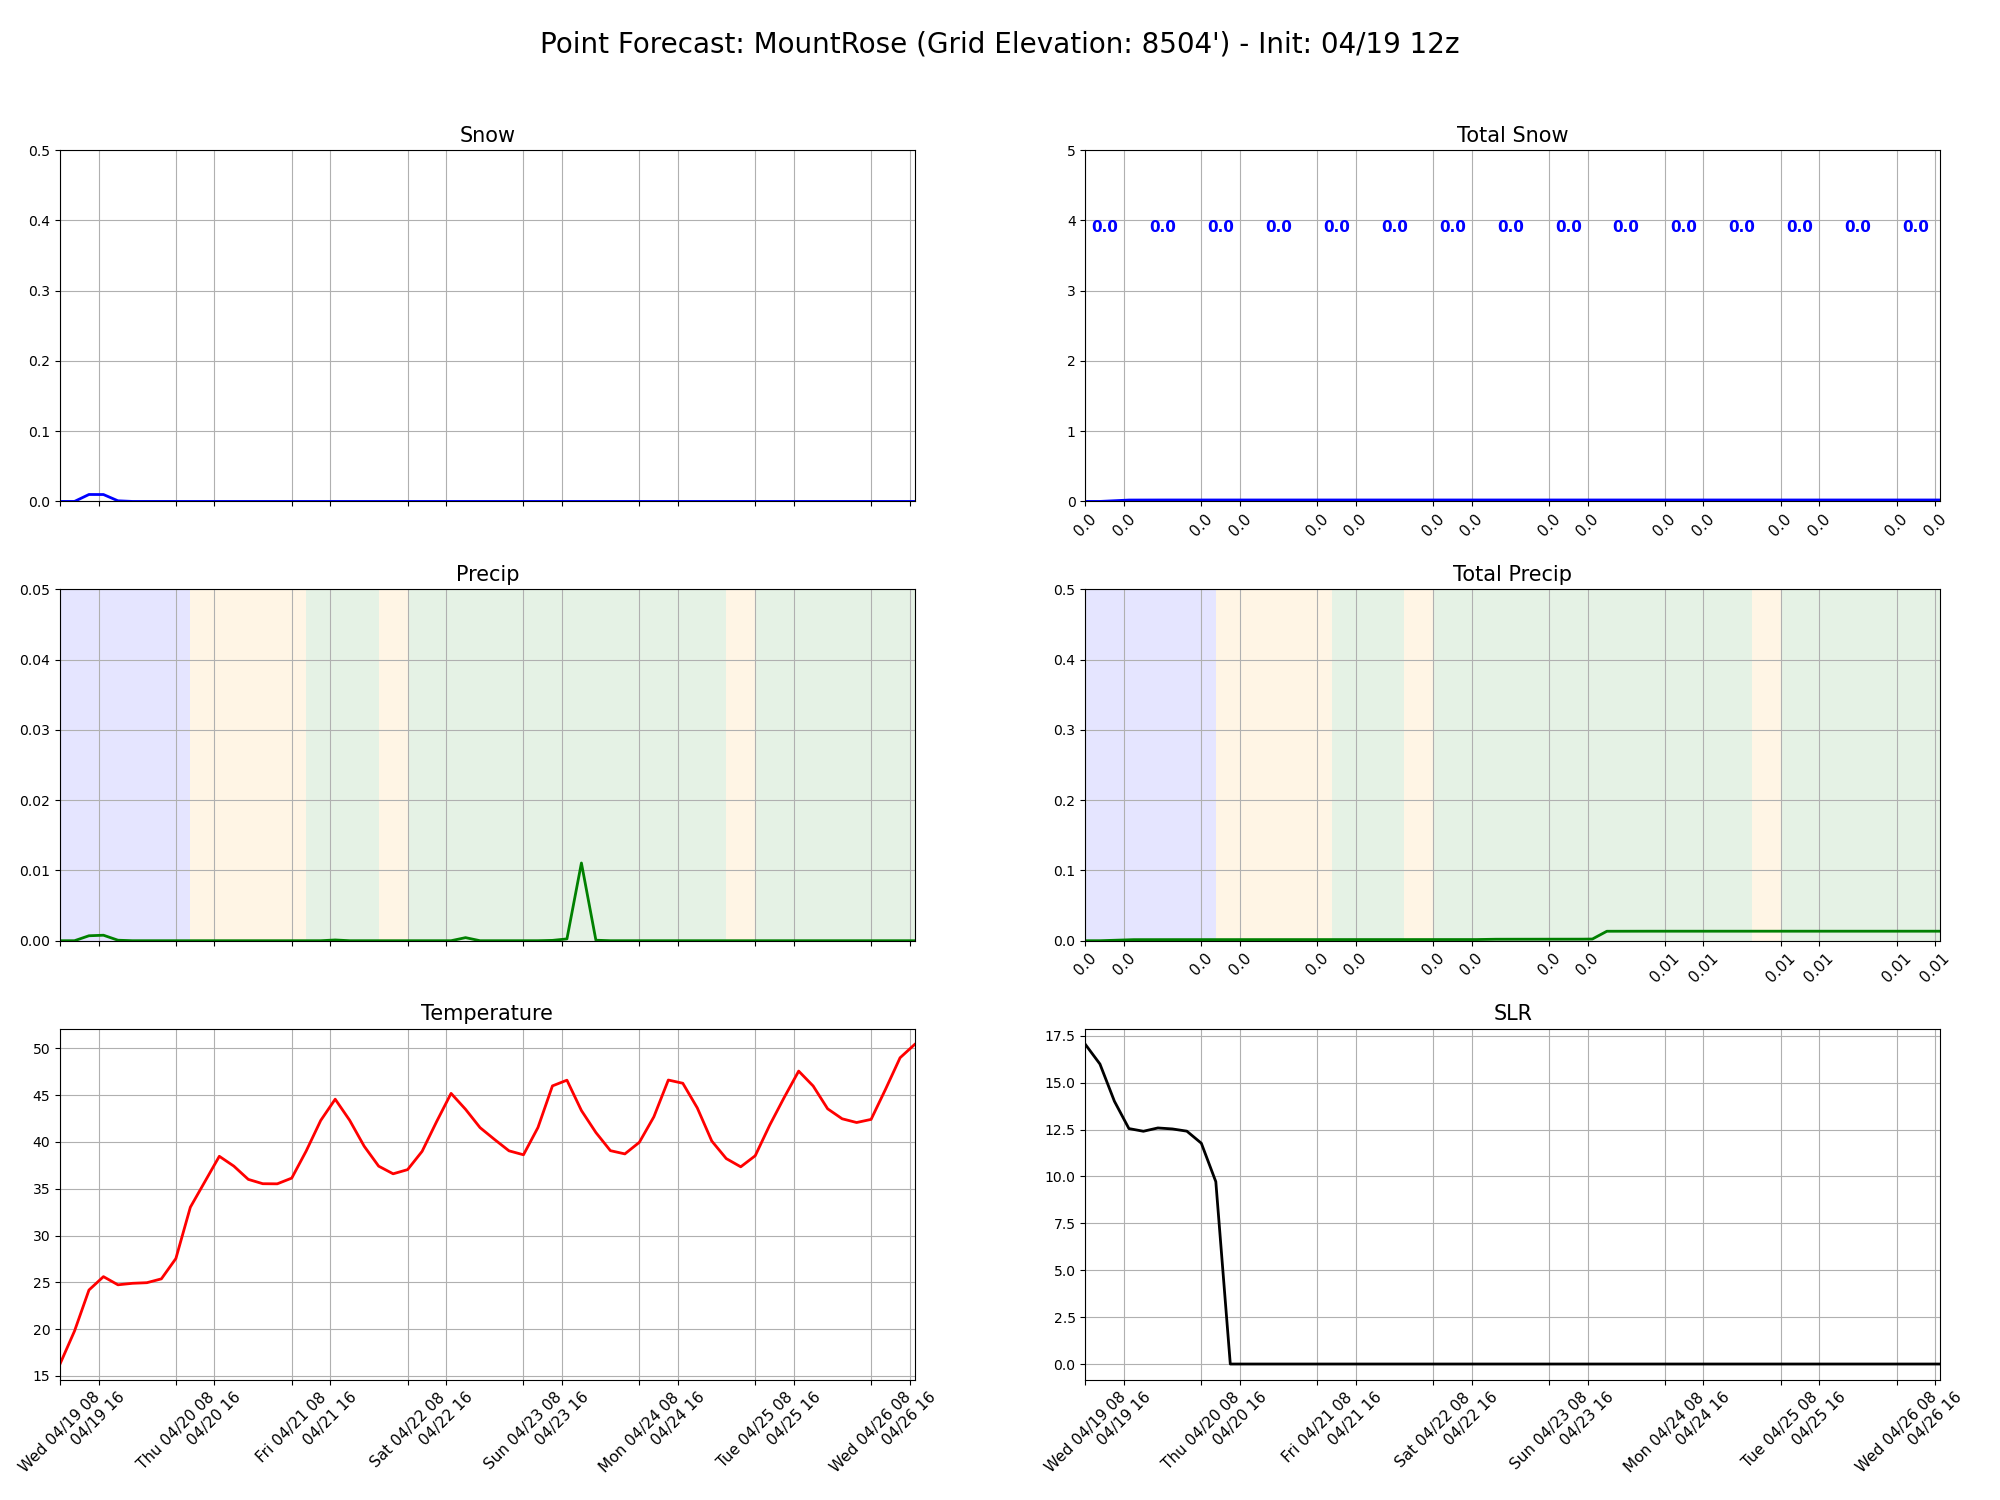 Point Forecast: MountRose (Grid Elevation: 8504') - Init: 04/19 12z
Snow
0.5
0.4
0.3
0.2
0.1
0.0
Total Snow
5
4
3
2
1
0
0.0 0.0 0.0 0.0 0.0 0.0 0.0 0.0 0.0 0.0 0.0 0.0 0.0 0.0 0.0
0.0 0.0 0.0 0.0 0.0 0.0 0.0 0.0 0.0 0.0 0.0 0.0 0.0 0.0 0.0 0.0
Precip
0.05
0.04
0.03
0.02
0.01
0.00
Total Precip
0.5
0.4
0.3
0.2
0.1
0.0
0.0 0.0 0.0 0.0 0.0 0.0 0.0 0.0 0.0 0.0 0.01 0.01 0.01 0.01 0.01 0.01
Temperature
50
45
40
35
30
25
20
15
Wed 04/19 08
04/19 16
Thu 04/20 08
04/20 16
Fri 04/21 08
04/21 16
Sat 04/22 08
04/22 16
Sun 04/23 08
04/23 16
Mon 04/24 08
04/24 16
Tue 04/25 08
04/25 16
Wed 04/26 08
04/26 16
SLR
17.5
15.0
12.5
10.0
7.5
5.0
2.5
0.0
Wed 04/19 08
04/19 16
Thu 04/20 08
04/20 16
Fri 04/21 08
04/21 16
Sat 04/22 08
04/22 16
Sun 04/23 08
04/23 16
Mon 04/24 08
04/24 16
Tue 04/25 08
04/25 16
Wed 04/26 08
04/26 16